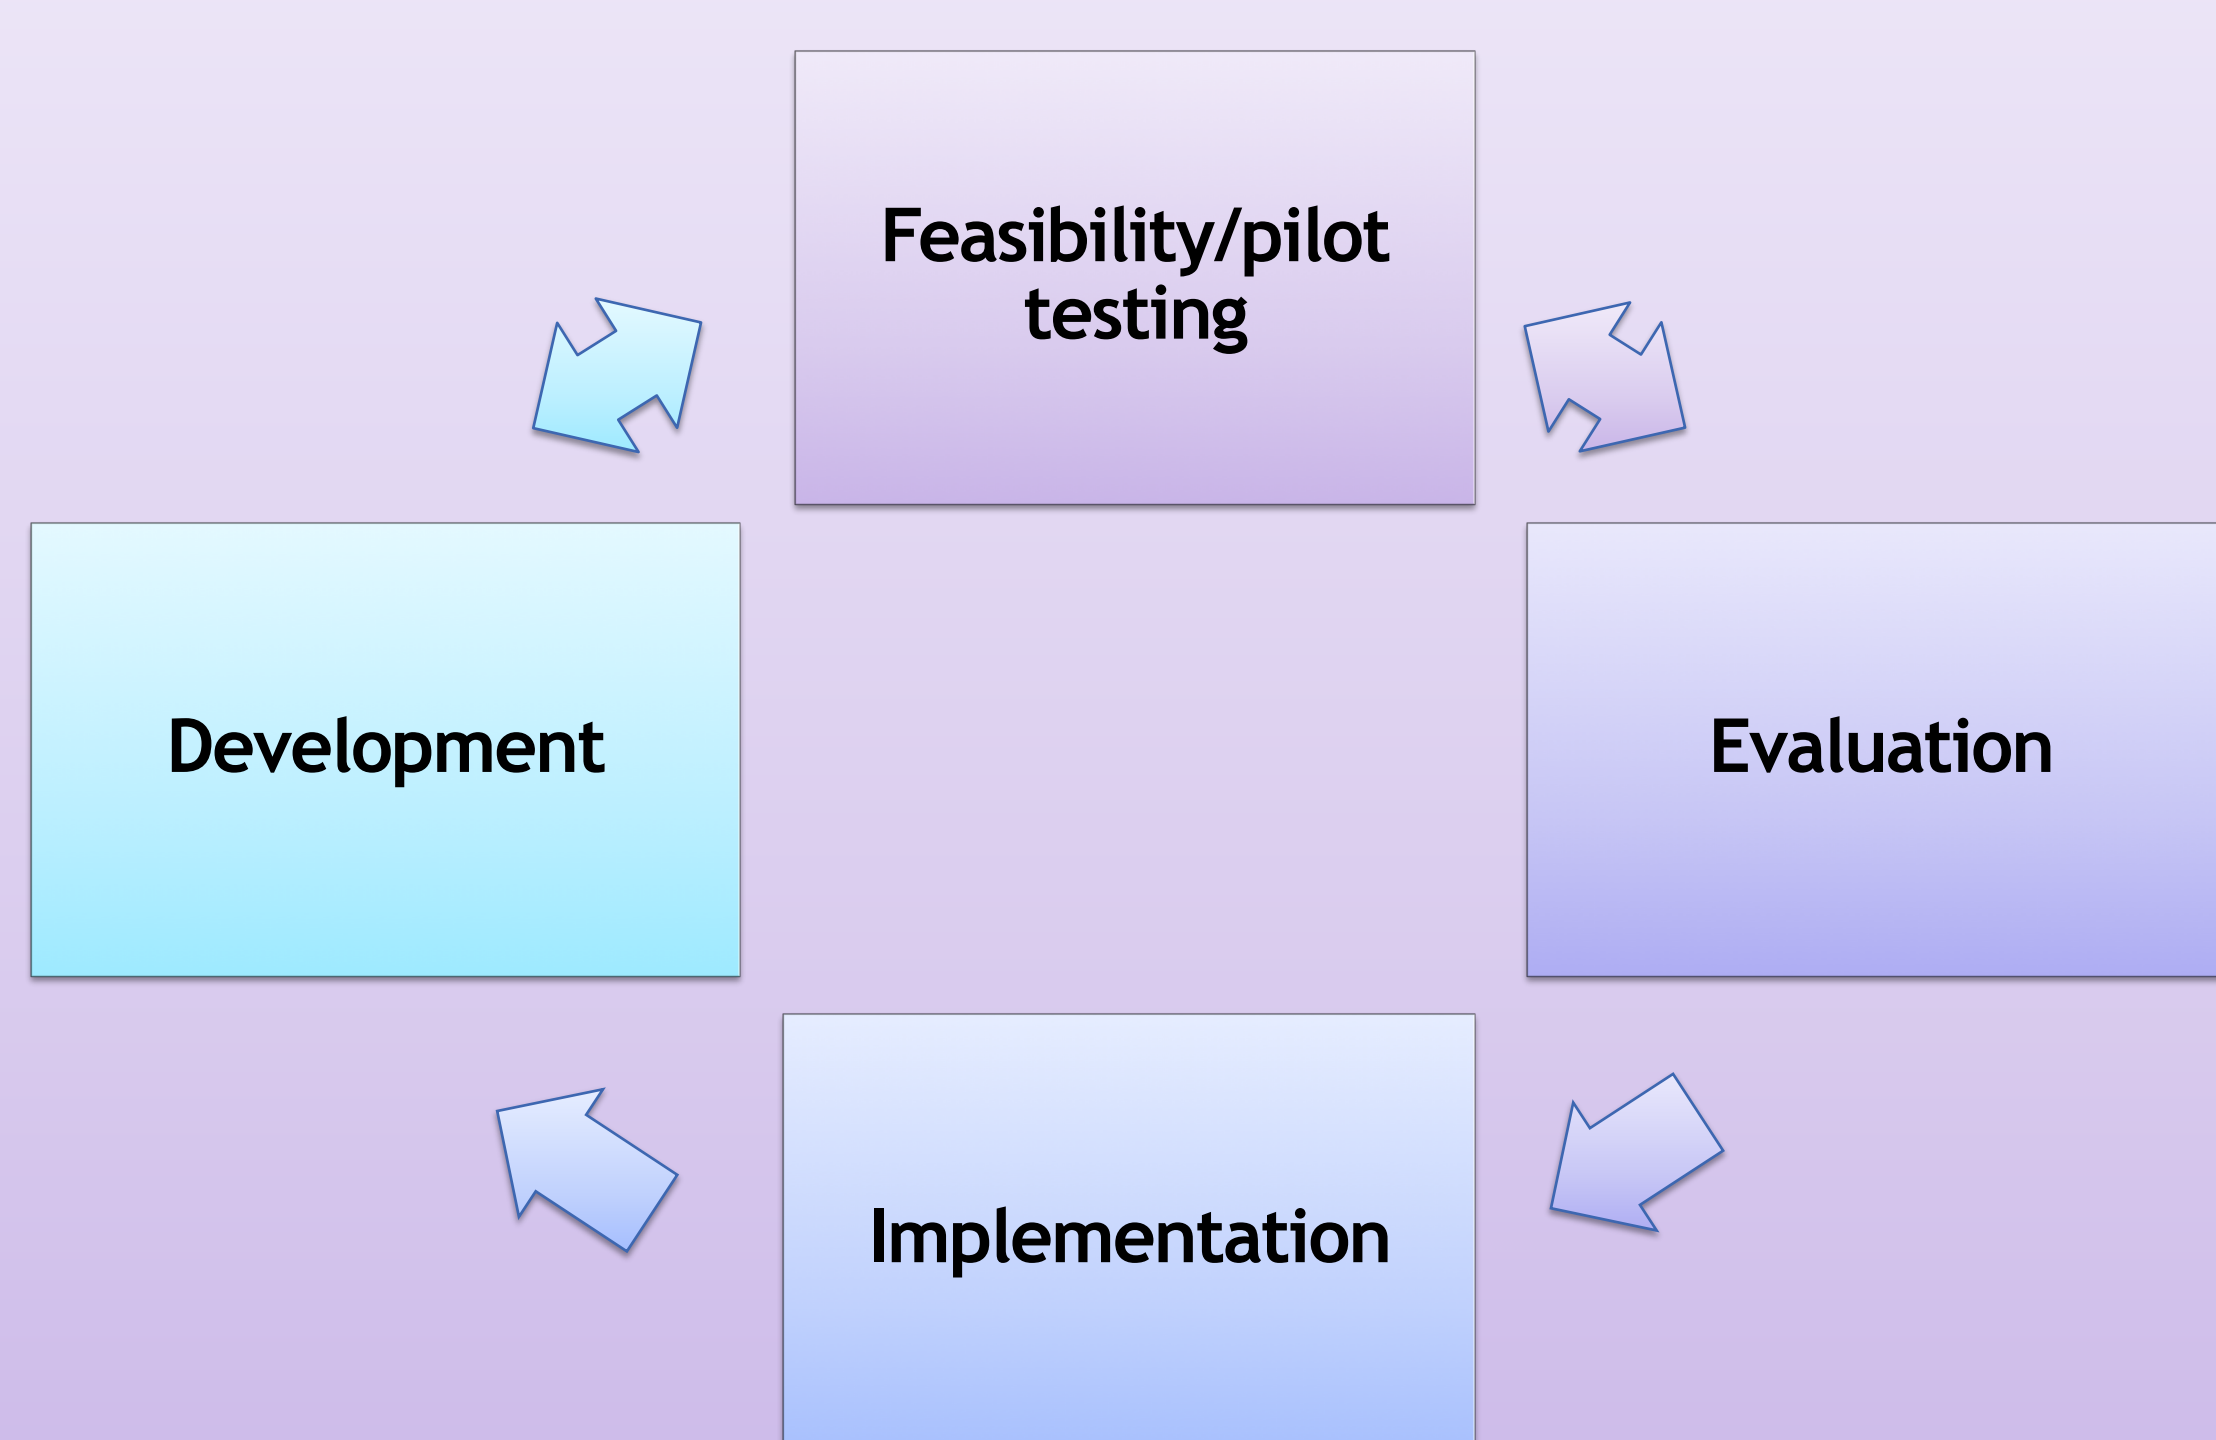 Feasibility/pilot
testing
Development
Evaluation
Implementation